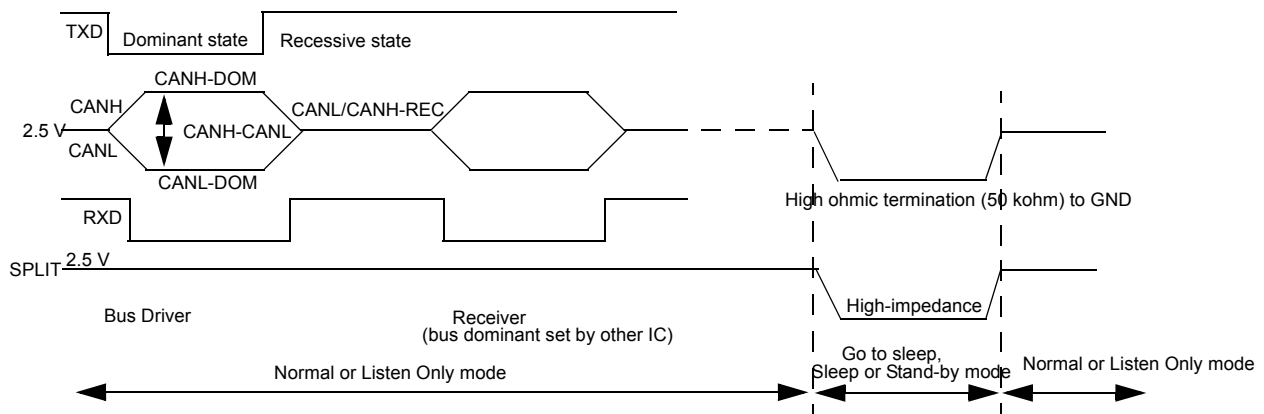 TXD
Dominant state
Recessive state
CANH-DOM
CANH
CANL/CANH-REC
2.5 V
CANH-CANL
CANL
CANL-DOM
High ohmic termination (50 kohm) to GND
RXD
2.5 V
SPLIT
High-impedance
Bus Driver
Receiver
(bus dominant set by other IC)
Go to sleep,
Sleep or Stand-by mode
Normal or Listen Only mode
Normal or Listen Only mode